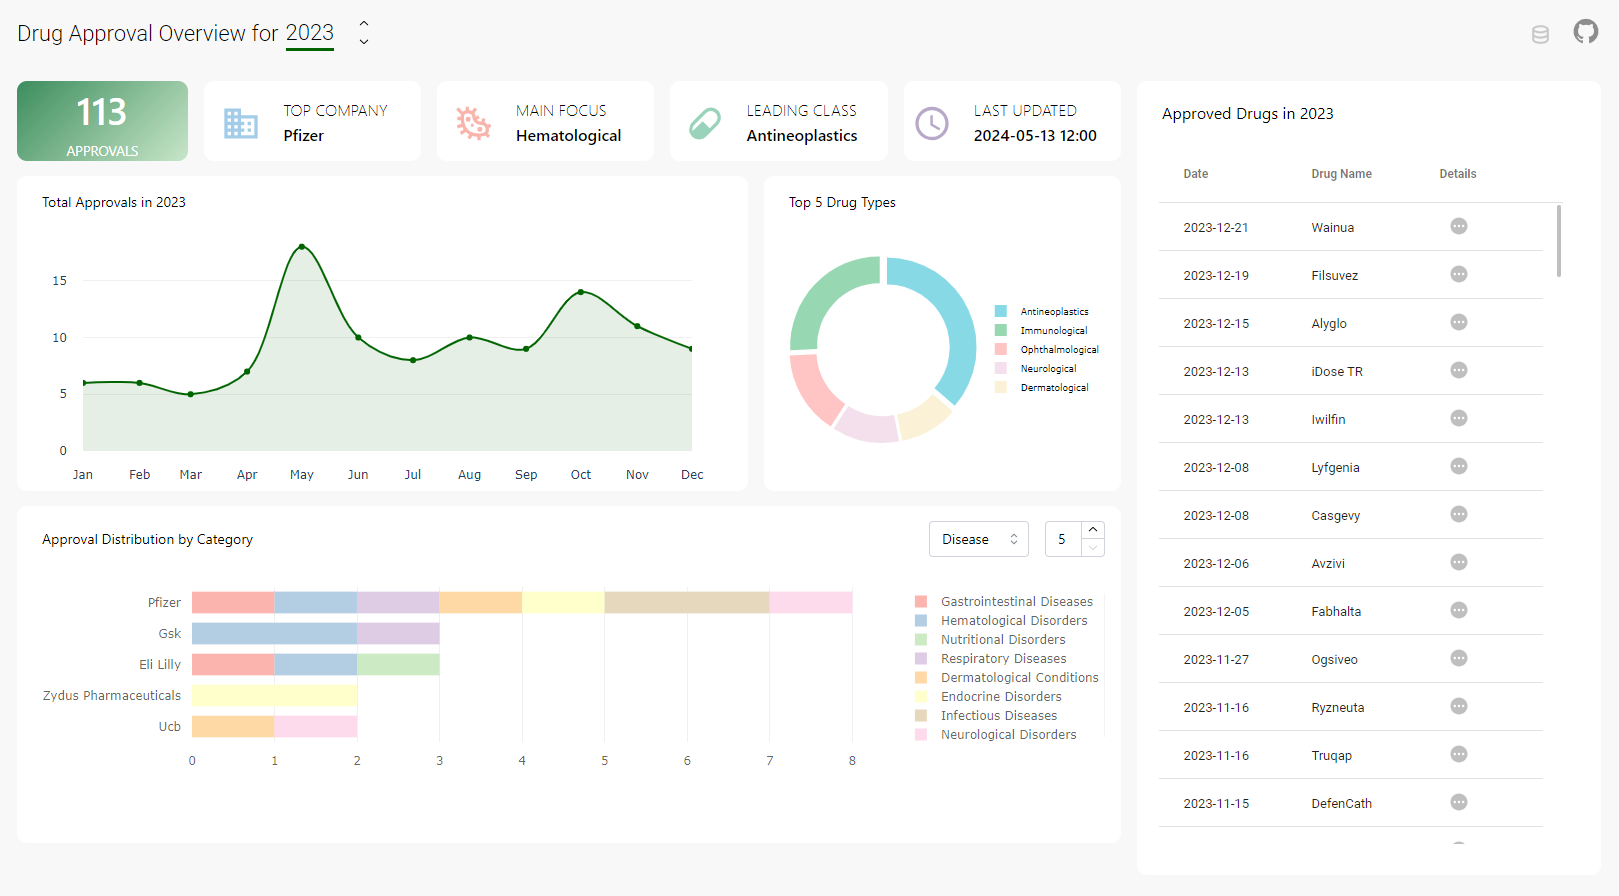 Drug Approval Overview for 2023
113
APPROVALS
TOP COMPANY
Pfizer
MAIN FOCUS
Hematological
LEADING CLASS
Antineoplastics
LAST UPDATED
2024-05-13 12:00
Total Approvals in 2023
15
10
5
0
Jan Feb Mar Apr May Jun Jul Aug Sep Oct Nov Dec
Top 5 Drug Types
Antineoplastics
Immunological
Ophthalmological
Neurological
Dermatological
Approval Distribution by Category
Disease
5
Pfizer
Gsk
Eli Lilly
Zydus Pharmaceuticals
Ucb
0 1 2 3 4 5 6 7 8
Gastrointestinal Diseases
Hematological Disorders
Nutritional Disorders
Respiratory Diseases
Dermatological Conditions
Endocrine Disorders
Infectious Diseases
Neurological Disorders
Approved Drugs in 2023
Date Drug Name Details
2023-12-21 Wainua
2023-12-19 Filsuvez
2023-12-15 Alyglo
2023-12-13 iDose TR
2023-12-13 Iwilfin
2023-12-08 Lyfgenia
2023-12-08 Casgevy
2023-12-06 Avzivi
2023-12-05 Fabhalta
2023-11-27 Ogsiveo
2023-11-16 Ryzneuta
2023-11-16 Truqap
2023-11-15 DefenCath